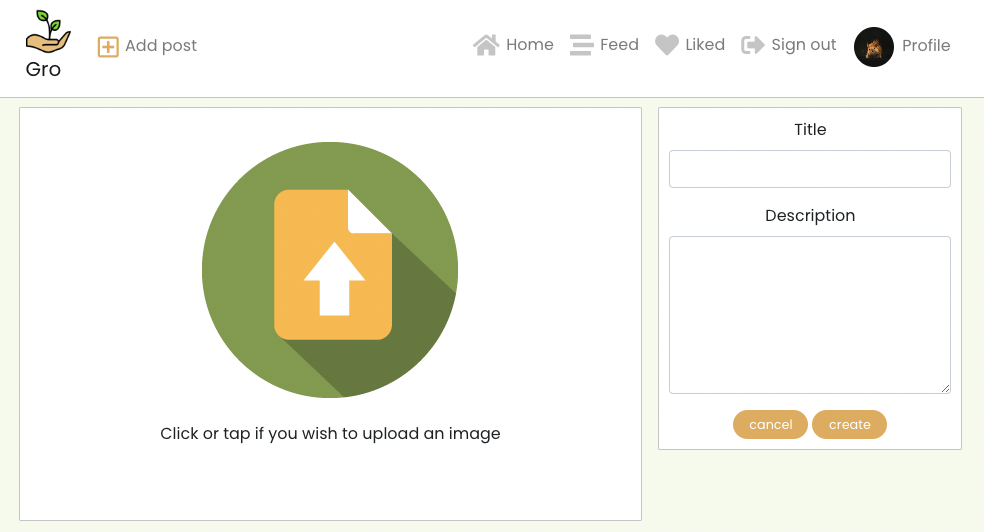 Gro
Add post
Home
Feed
Liked
Sign out
Profile
Click or tap if you wish to upload an image
Title
Description
cancel
create